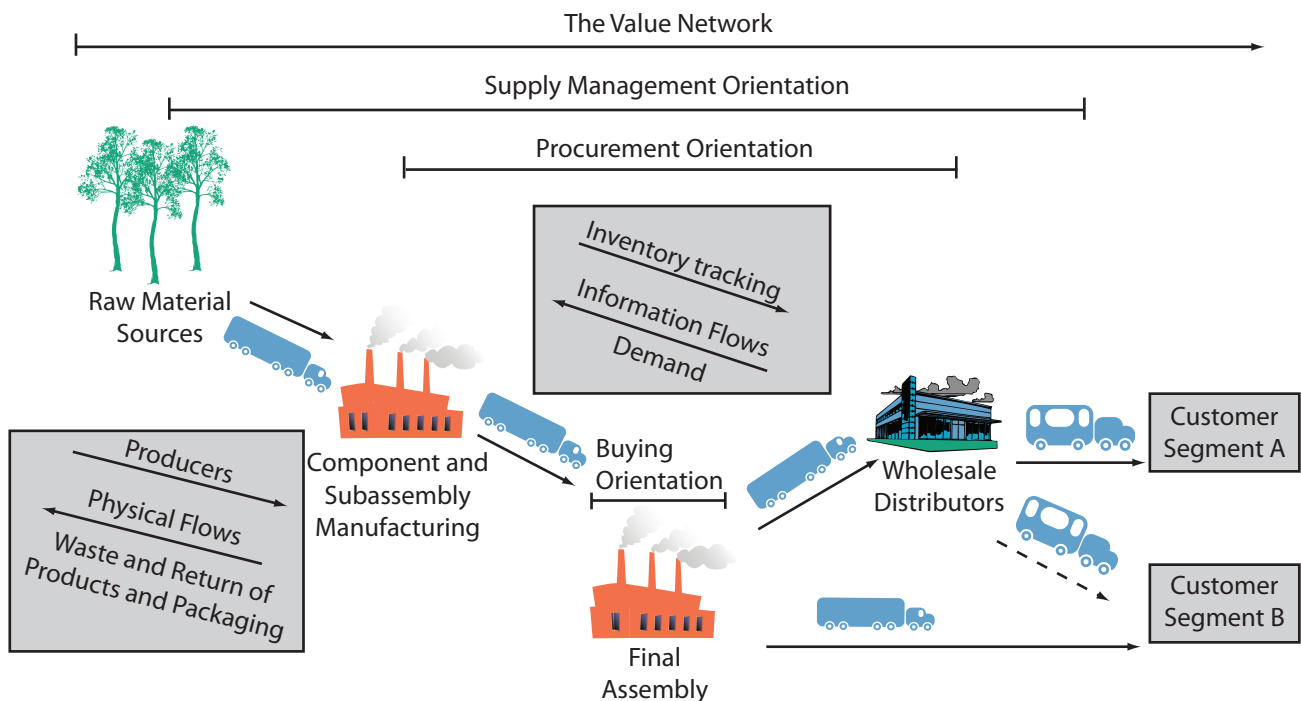 The Value Network
Supply Management Orientation
Procurement Orientation
Inventory tracking
Information Flows
Demand
Raw Material
Sources
Producers
Physical Flows
Waste and Return of
Products and Packaging
Component and
Subassembly
Manufacturing
Buying
Orientation
Final
Assembly
Wholesale
Distributors
Customer
Segment A
Customer
Segment B